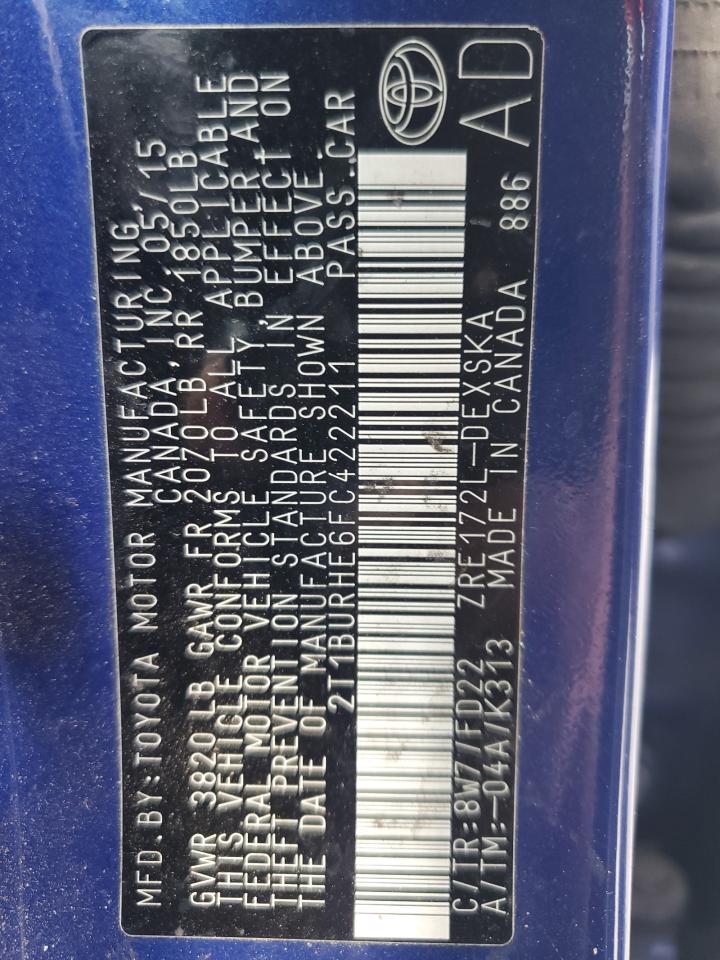 MFD.BY:TOYOTA MOTOR MANUFACTURING
CANADA, INC. 05/15
GVWR 3820LB GAWR FR 2070LB, RR 1850LB
THIS VEHICLE CONFORMS TO ALL APPLICABLE
FEDERAL MOTOR VEHICLE SAFETY, BUMPER AND
THEFT PREVENTION STANDARDS IN EFFECT ON
THE DATE OF MANUFACTURE SHOWN ABOVE.
2T1BURHE6FC422211 PASS.CAR
C/TR:8W7/FD22 ZRE172L-DEXSKA
A/TM:-04A/K313 MADE IN CANADA 886
AD